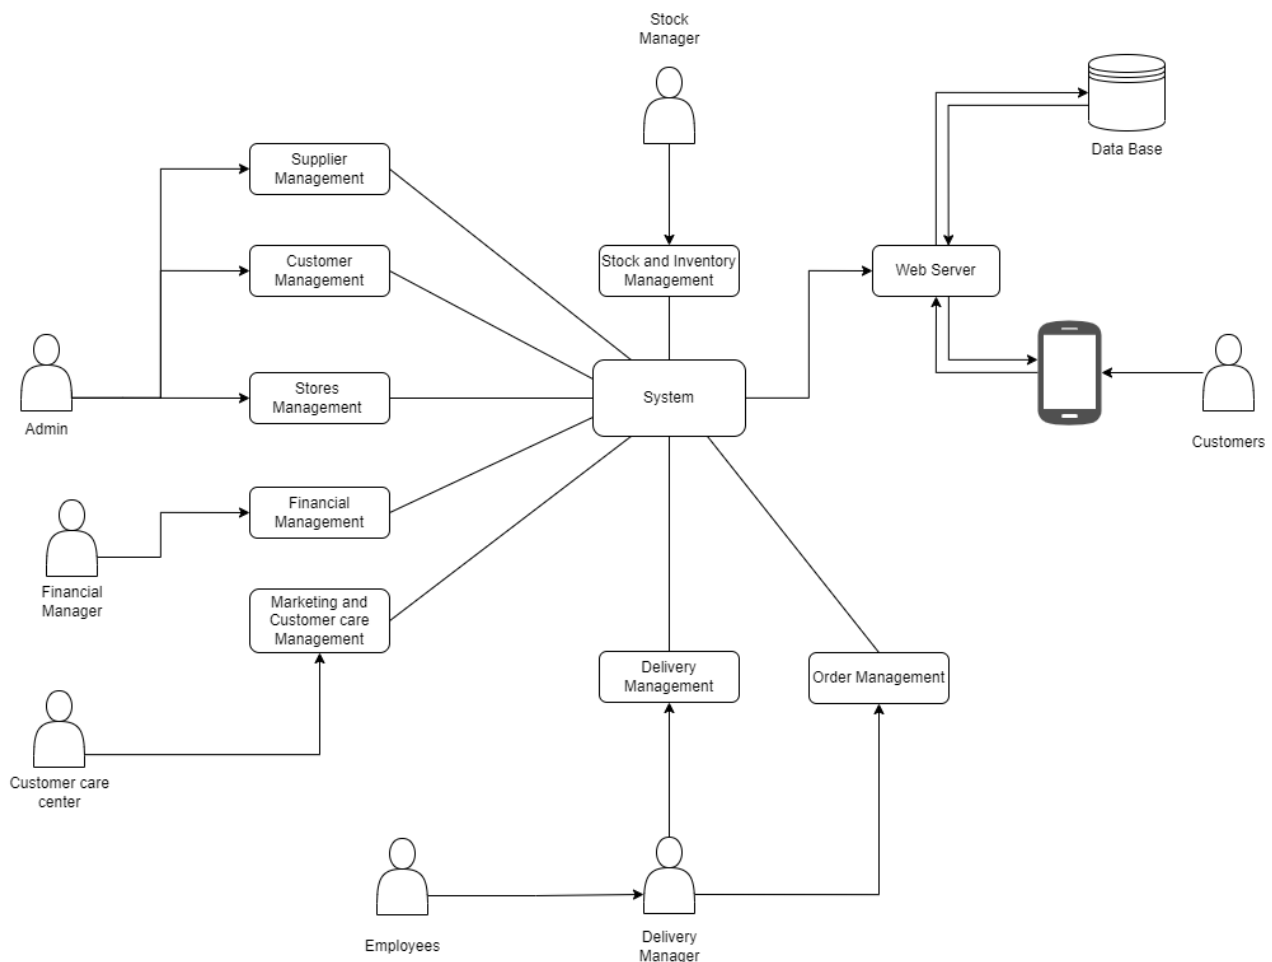 Stock
Manager
Data Base
Supplier
Management
Customer
Management
Stock and Inventory
Management
Web Server
Stores
Management
System
Admin
Customers
Financial
Management
Financial
Manager
Marketing and
Customer care
Management
Delivery
Management
Order Management
Customer care
center
Employees
Delivery
Manager